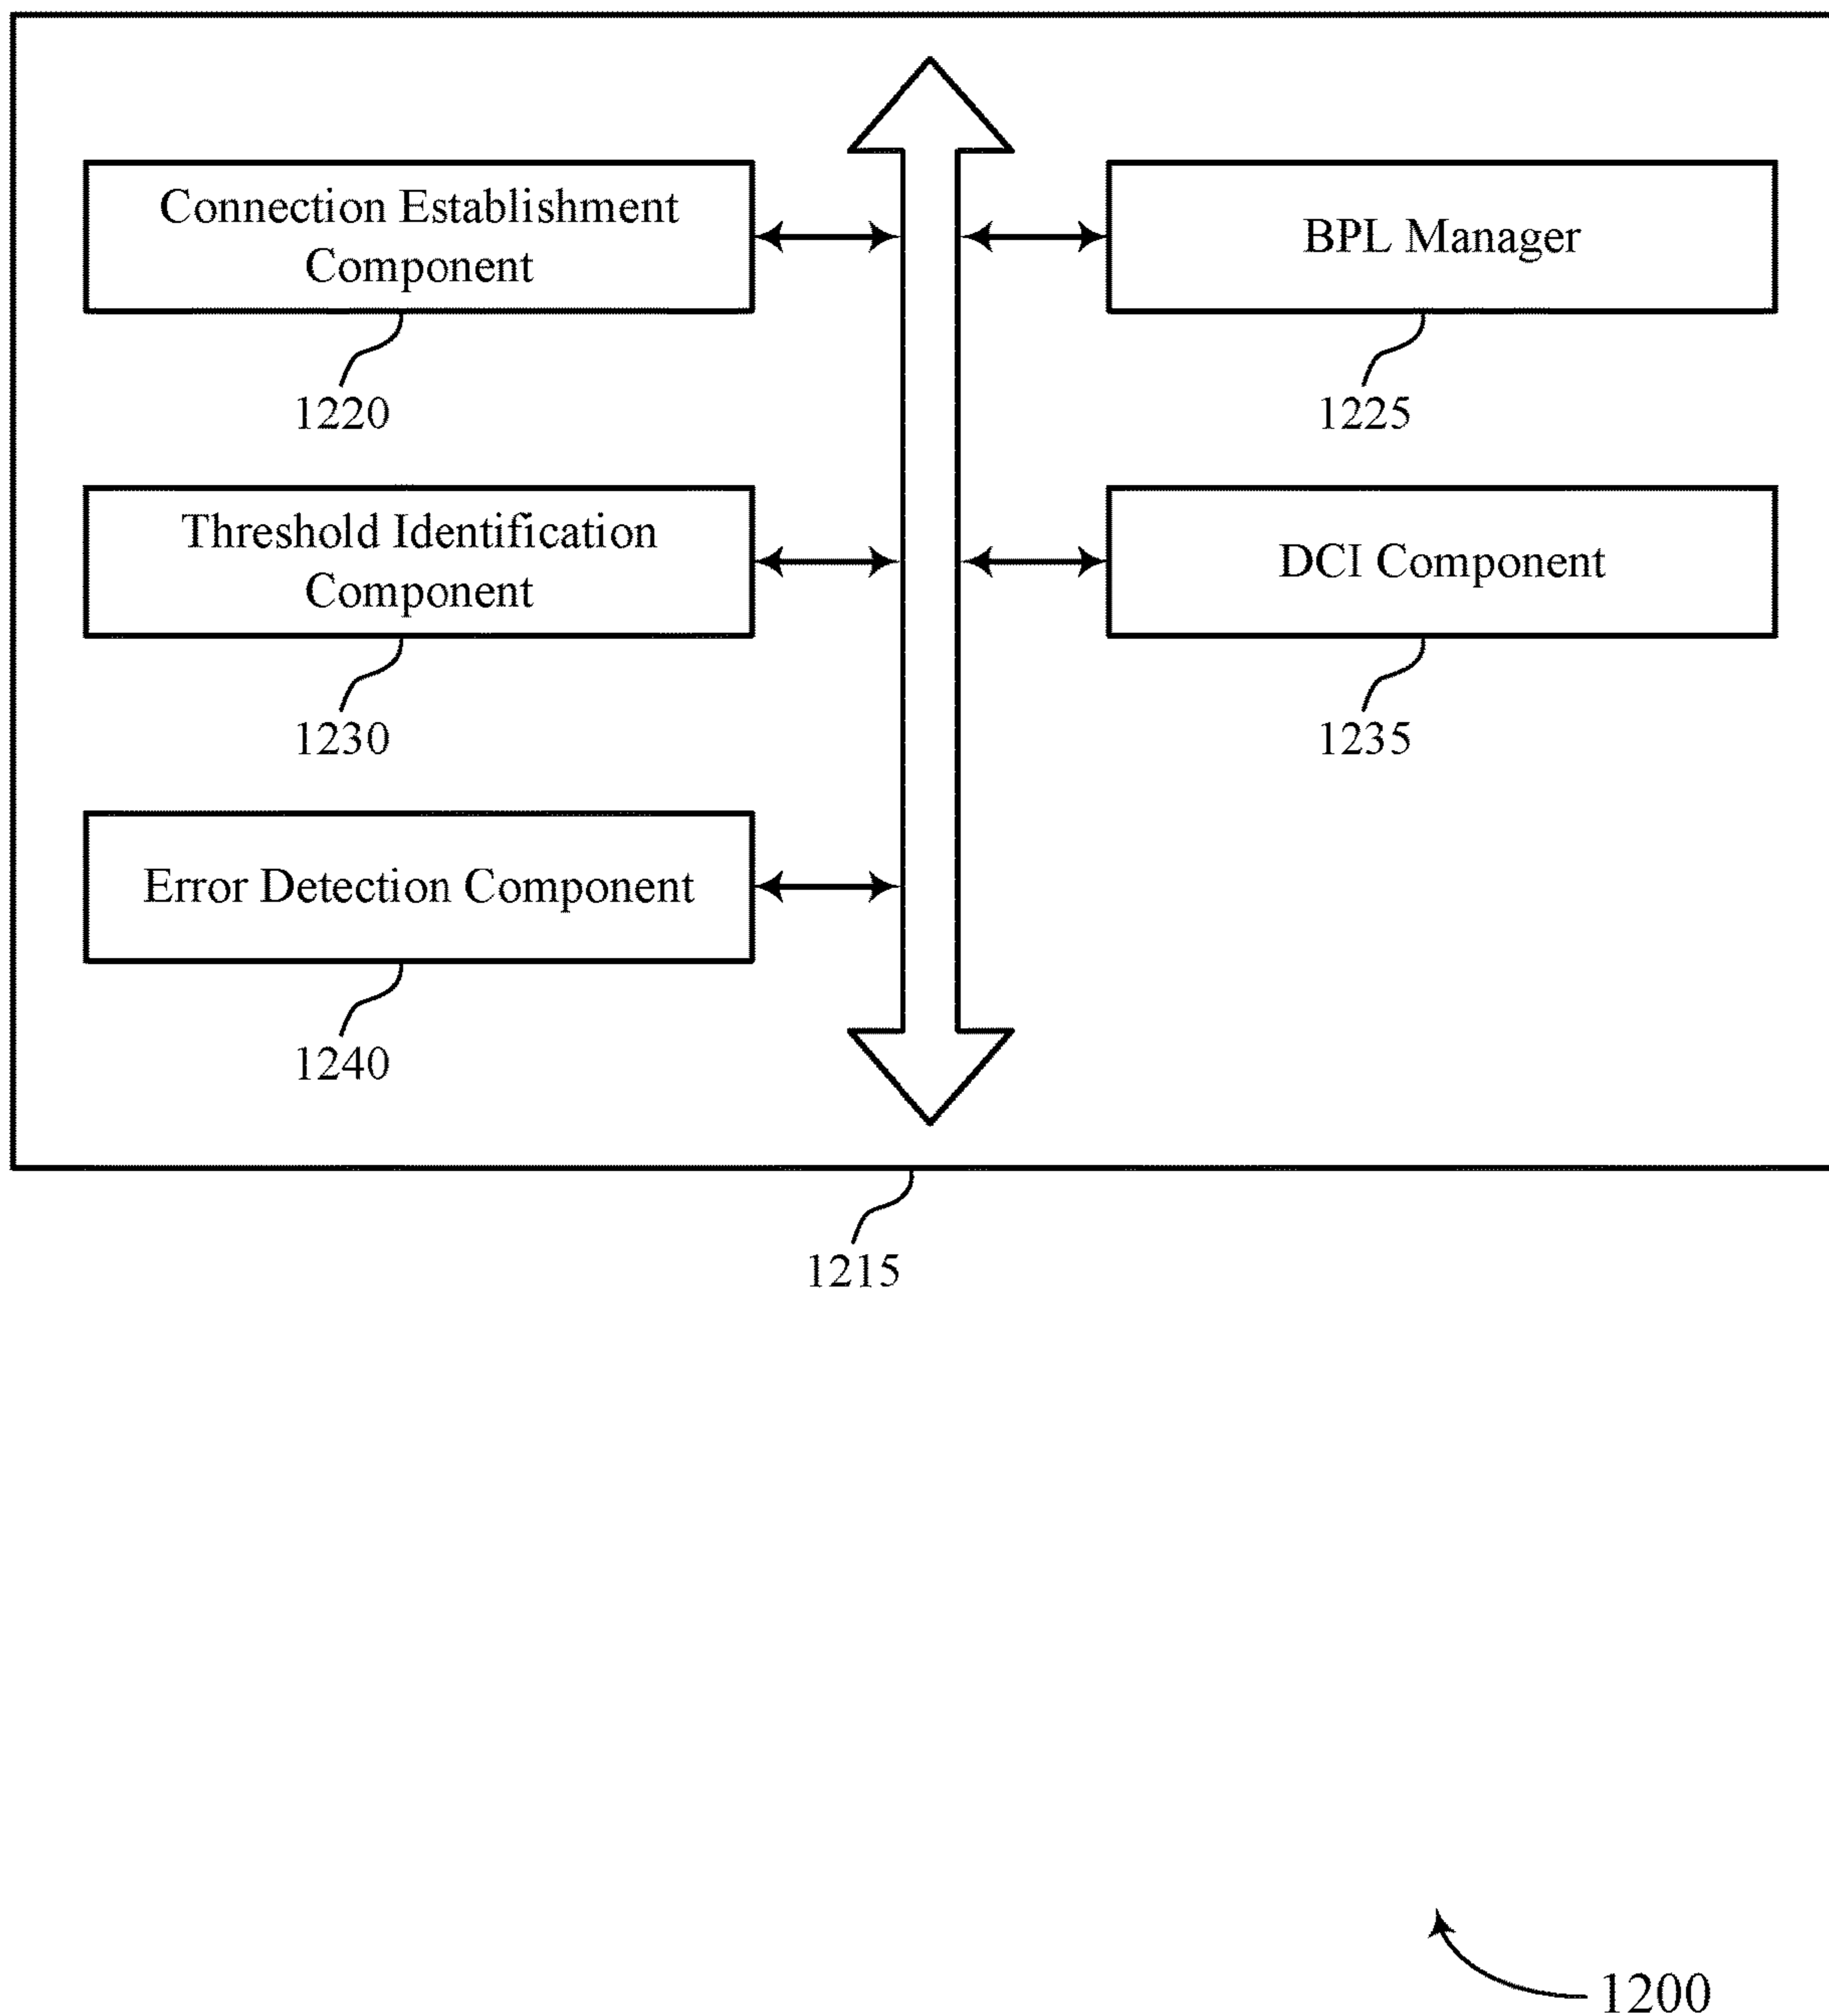 Connection Establishment
Component
BPL Manager
1220
1225
Threshold Identification
Component
DCI Component
1230
1235
Error Detection Component
1240
1215
1200